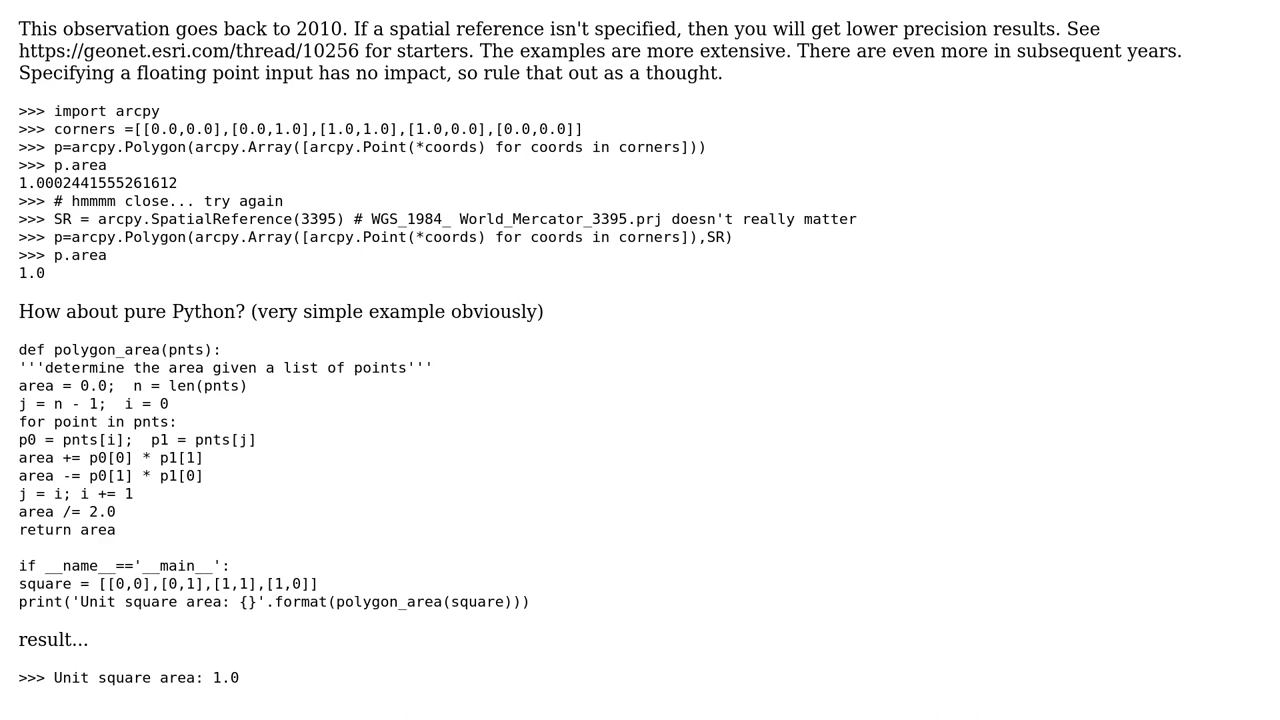 This observation goes back to 2010. If a spatial reference isn't specified, then you will get lower precision results. See
https://geonet.esri.com/thread/10256 for starters. The examples are more extensive. There are even more in subsequent years.
Specifying a floating point input has no impact, so rule that out as a thought.
>>> import arcpy
>>> corners =[[0.0,0.0],[0.0,1.0],[1.0,1.0],[1.0,0.0],[0.0,0.0]]
>>> p=arcpy.Polygon(arcpy.Array([arcpy.Point(*coords) for coords in corners]))
>>> p.area
1.0002441555261612
>>> # hmmmm close... try again
>>> SR = arcpy.SpatialReference(3395) # WGS_1984_ World_Mercator_3395.prj doesn't really matter
>>> p=arcpy.Polygon(arcpy.Array([arcpy.Point(*coords) for coords in corners]),SR)
>>> p.area
1.0
How about pure Python? (very simple example obviously)
def polygon_area(pnts):
'''determine the area given a list of points'''
area = 0.0;  n = len(pnts)
j = n - 1;  i = 0
for point in pnts:
p0 = pnts[i];  p1 = pnts[j]
area += p0[0] * p1[1]
area -= p0[1] * p1[0]
j = i; i += 1
area /= 2.0
return area
if __name__=='__main__':
square = [[0,0],[0,1],[1,1],[1,0]]
print('Unit square area: {}'.format(polygon_area(square)))
result...
>>> Unit square area: 1.0